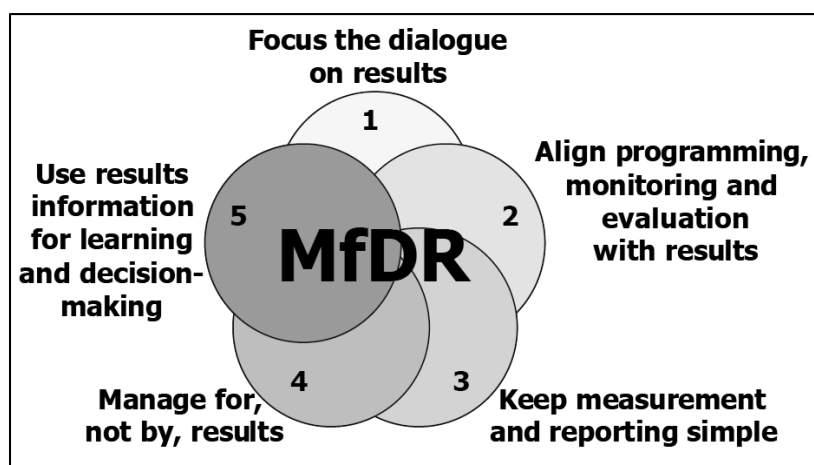 Focus the dialogue
on results
1
Align programming,
monitoring and
evaluation
with results
2
Use results
information
for learning
and decision-
making
5
MfDR
4
3
Manage for,
not by, results
Keep measurement
and reporting simple